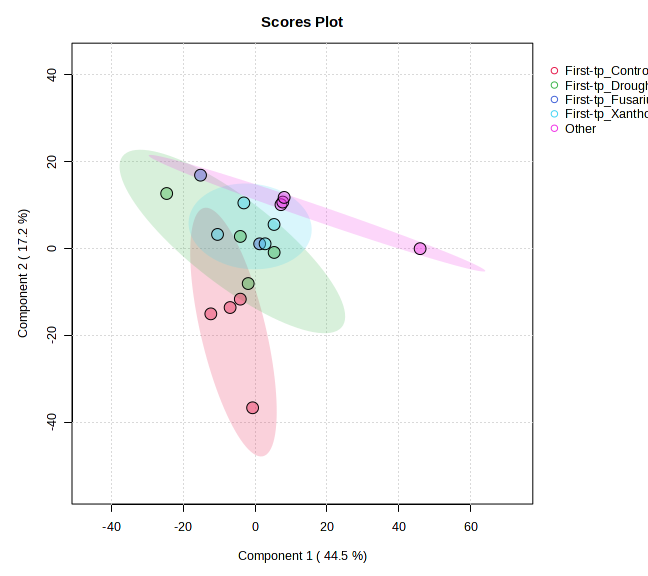 Scores Plot
First-tp_Contro
First-tp_Drough
First-tp_Fusari
First-tp_Xantho
Other
40
20
0
-20
-40
Component 2 ( 17.2 %)
-40 -20 0 20 40 60
Component 1 ( 44.5 %)